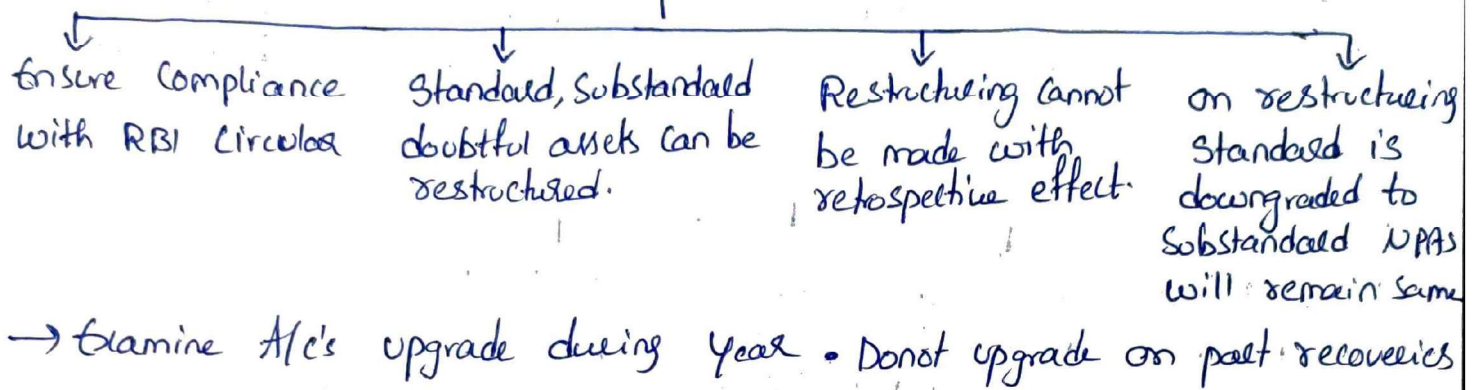 Ensure Compliance
with RBI Circular
Standard, Substandard
doubtful assets can be
restructured.
Restructuring cannot
be made with
retrospective effect.
on restructuring
Standard is
downgraded to
Substandard NPAs
will remain same
→ Examine A/c's upgrade during year • Donot upgrade on part recoveries